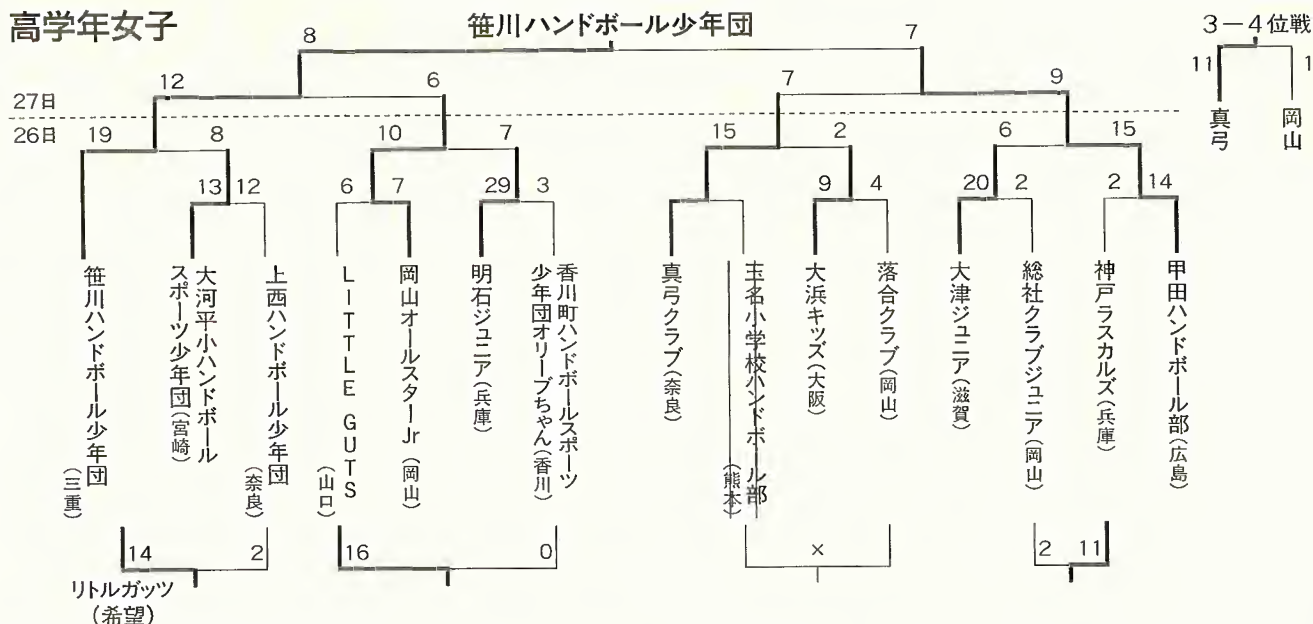 高学年女子
笹川ハンドボール少年団
8
7
3－4位戦
11
1
真弓
岡山
12
6
7
9
27日
26日
19
8
10
7
15
2
6
15
13
12
6
7
29
3
9
4
20
2
2
14
笹川ハンドボール少年団
（三重）
大河平小ハンドボール
スポーツ少年団（宮崎）
上西ハンドボール少年団
（奈良）
LITTLE GUTS
（山口）
岡山オールスターJr（岡山）
明石ジュニア（兵庫）
香川町ハンドボールスポーツ
少年団オリーブちゃん（香川）
真弓クラブ（奈良）
玉名小学校ハンドボール部
（熊本）
大浜キッズ（大阪）
落合クラブ（岡山）
大津ジュニア（滋賀）
総社クラブジュニア（岡山）
神戸ラスカルズ（兵庫）
甲田ハンドボール部（広島）
14
2
16
0
×
2
11
リトルガッツ
（希望）